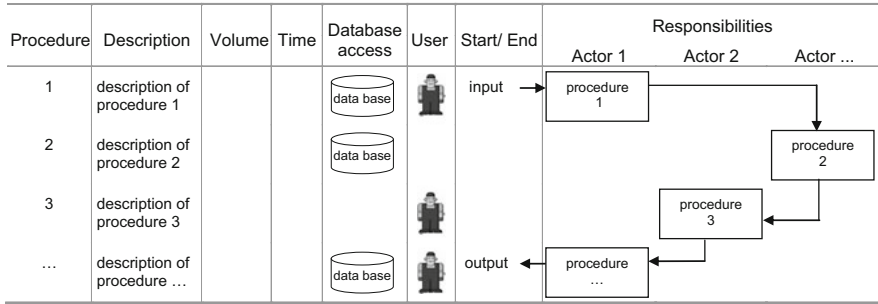 Procedure Description Volume Time Database access User Start/ End Responsibilities
Actor 1 Actor 2 Actor ...
1 description of procedure 1 data base input procedure 1
2 description of procedure 2 data base procedure 2
3 description of procedure 3 procedure 3
... description of procedure ... data base output procedure ...